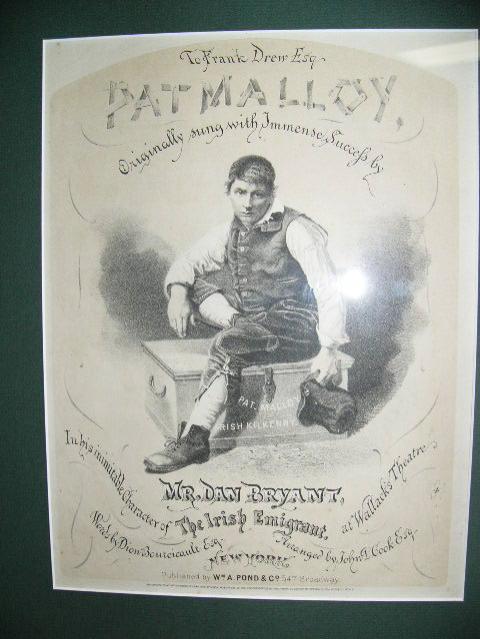 To Frank Drew Esq.
PAT MALLOY,
Originally sung with Immense Success by
PAT. MALLOY'S
IRISH KILKENNY
In his inimitable Character of
MR. DAN BRYANT,
The Irish Emigrant,
at Wallack's Theatre
Words by Dion Bourcicault Esq.
Arranged by John P. Cook Esq.
NEW YORK
Published by WM. A. POND & CO. 547 Broadway.